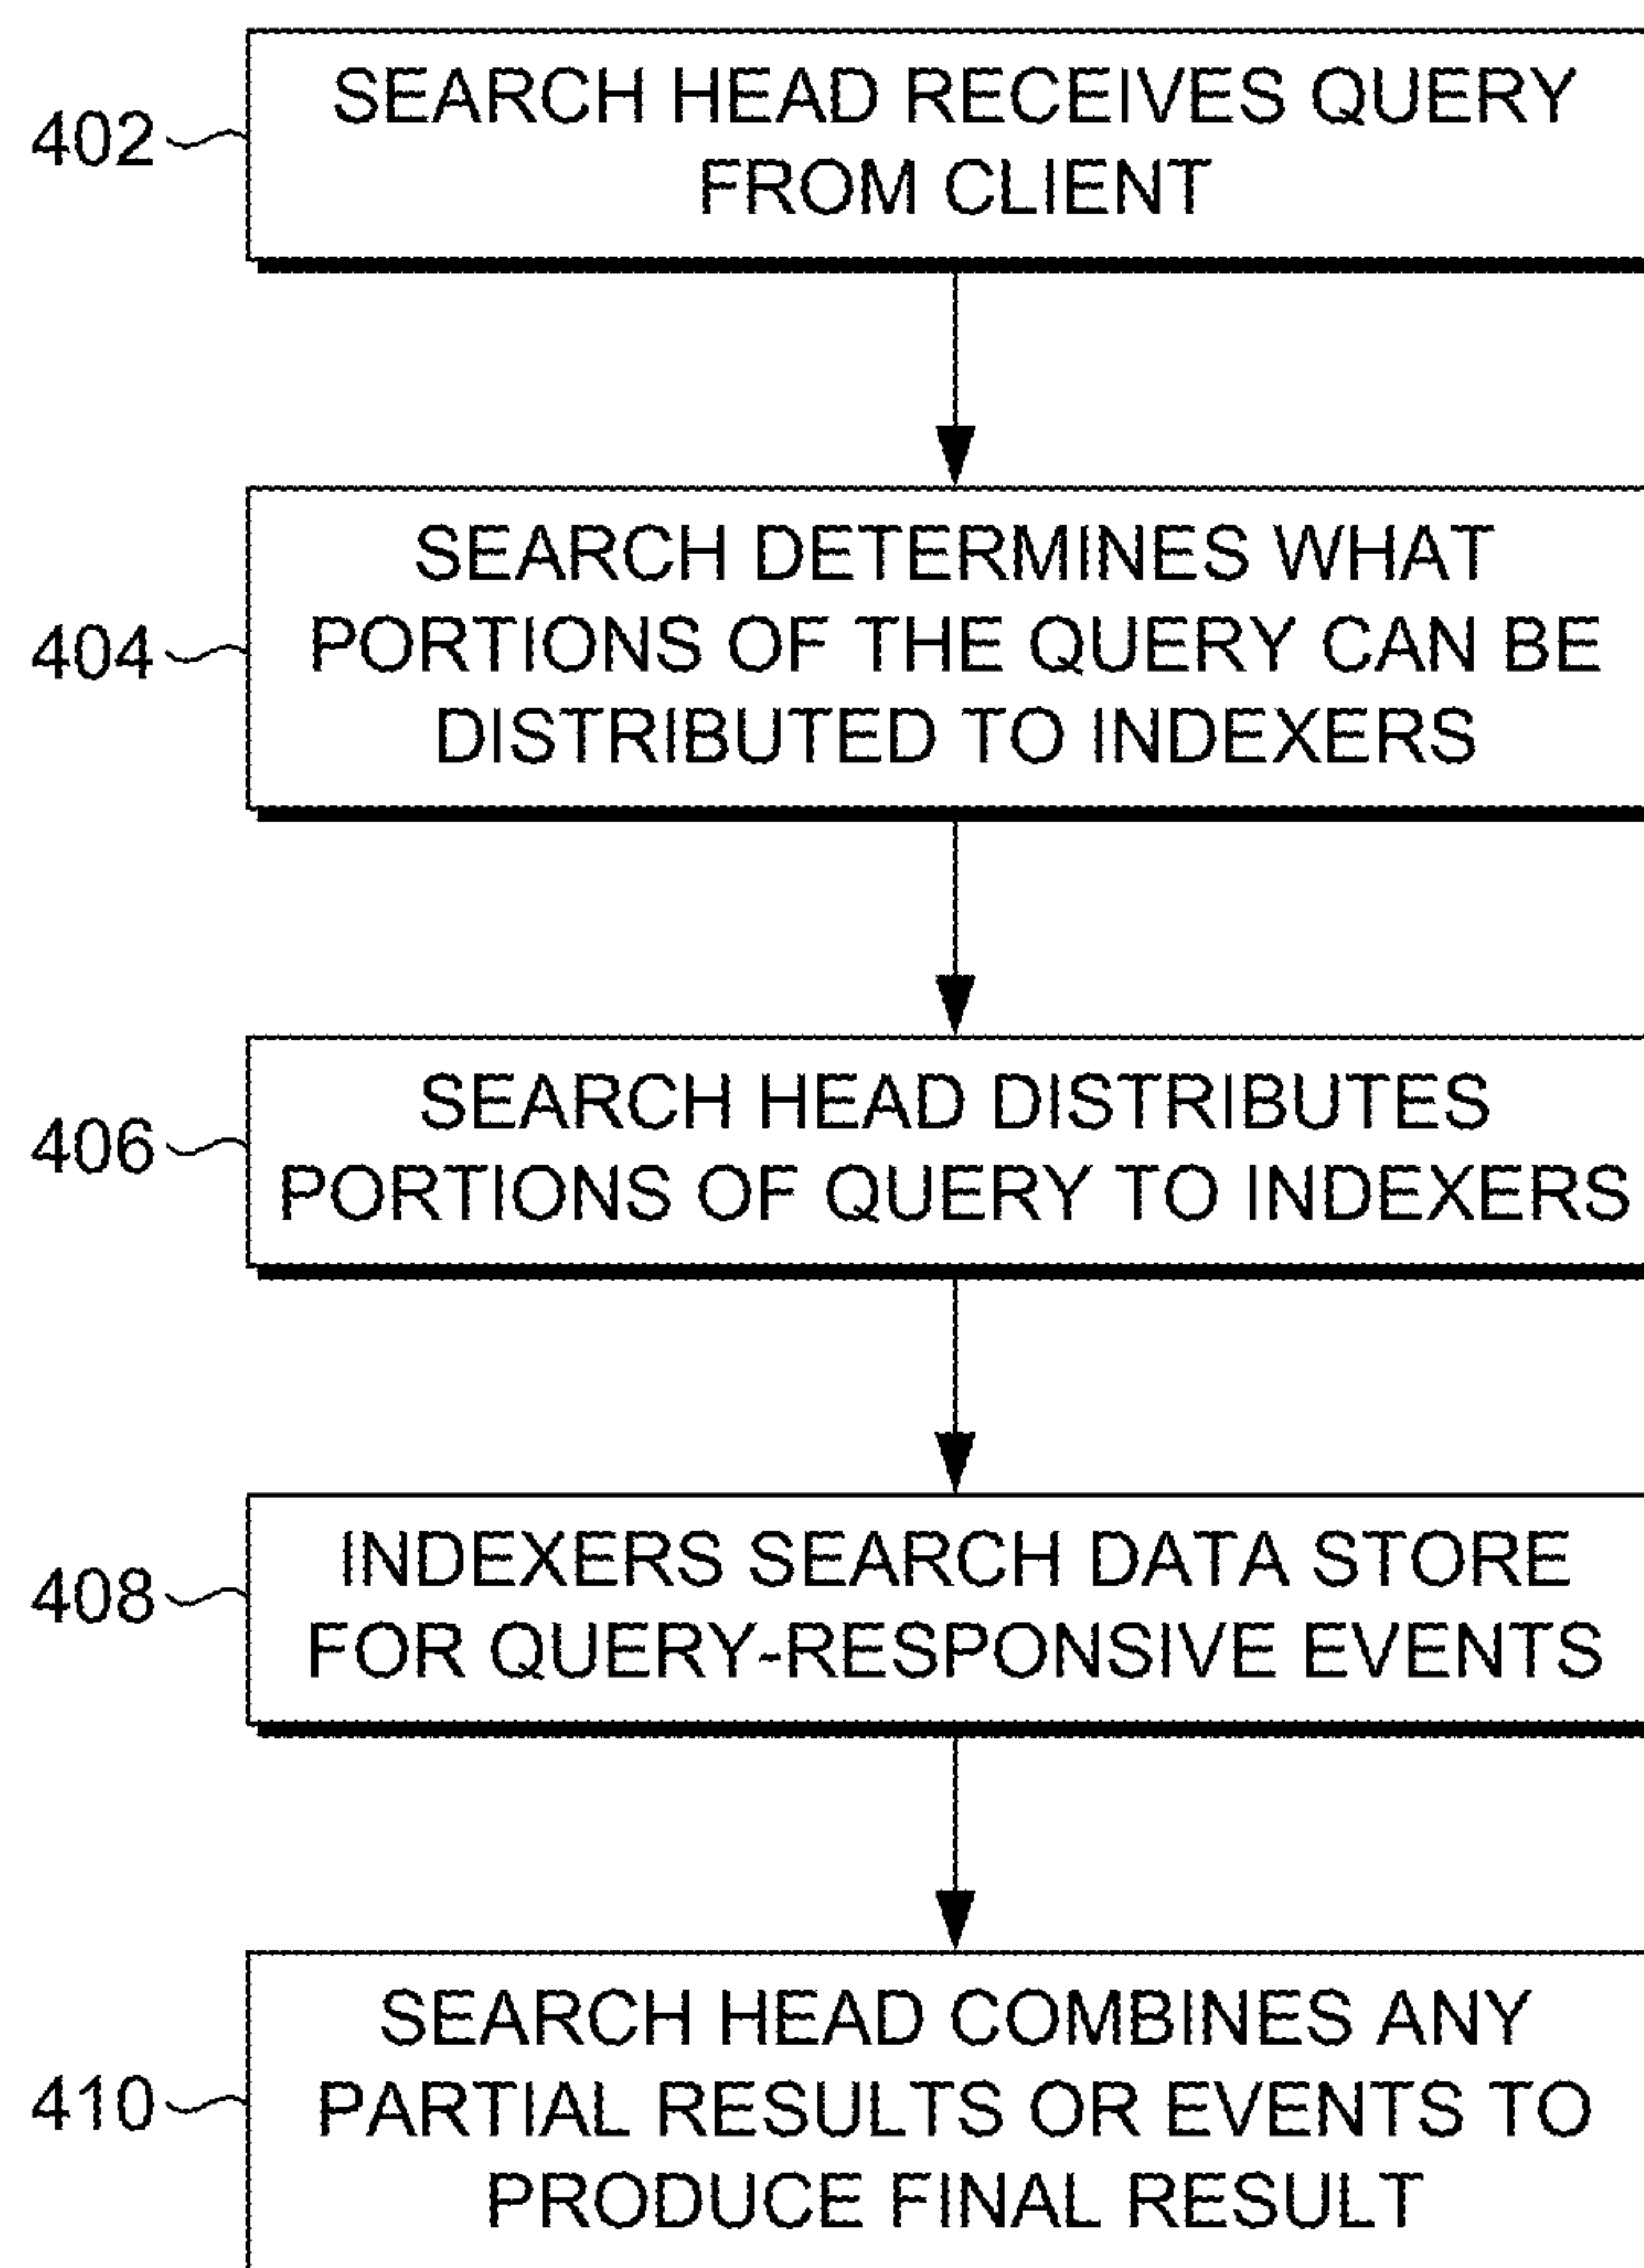 402
SEARCH HEAD RECEIVES QUERY
FROM CLIENT
404
SEARCH DETERMINES WHAT
PORTIONS OF THE QUERY CAN BE
DISTRIBUTED TO INDEXERS
406
SEARCH HEAD DISTRIBUTES
PORTIONS OF QUERY TO INDEXERS
408
INDEXERS SEARCH DATA STORE
FOR QUERY-RESPONSIVE EVENTS
410
SEARCH HEAD COMBINES ANY
PARTIAL RESULTS OR EVENTS TO
PRODUCE FINAL RESULT